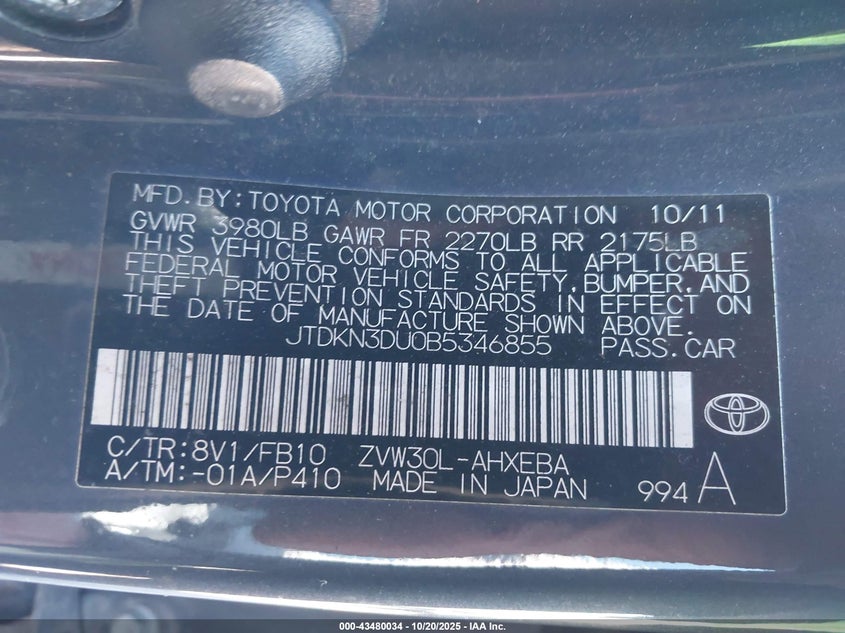 MFD.BY:TOYOTA MOTOR CORPORATION 10/11
GVWR 3980LB GAWR FR 2270LB RR 2175LB
THIS VEHICLE CONFORMS TO ALL APPLICABLE
FEDERAL MOTOR VEHICLE SAFETY,BUMPER,AND
THEFT PREVENTION STANDARDS IN EFFECT ON
THE DATE OF MANUFACTURE SHOWN ABOVE.
JTDKN3DU0B5346855 PASS.CAR
C/TR:8V1/FB10 ZVW30L-AHXEBA
A/TM:-01A/P410 MADE IN JAPAN 994 A
000-43480034 - 10/20/2025 - IAA Inc.